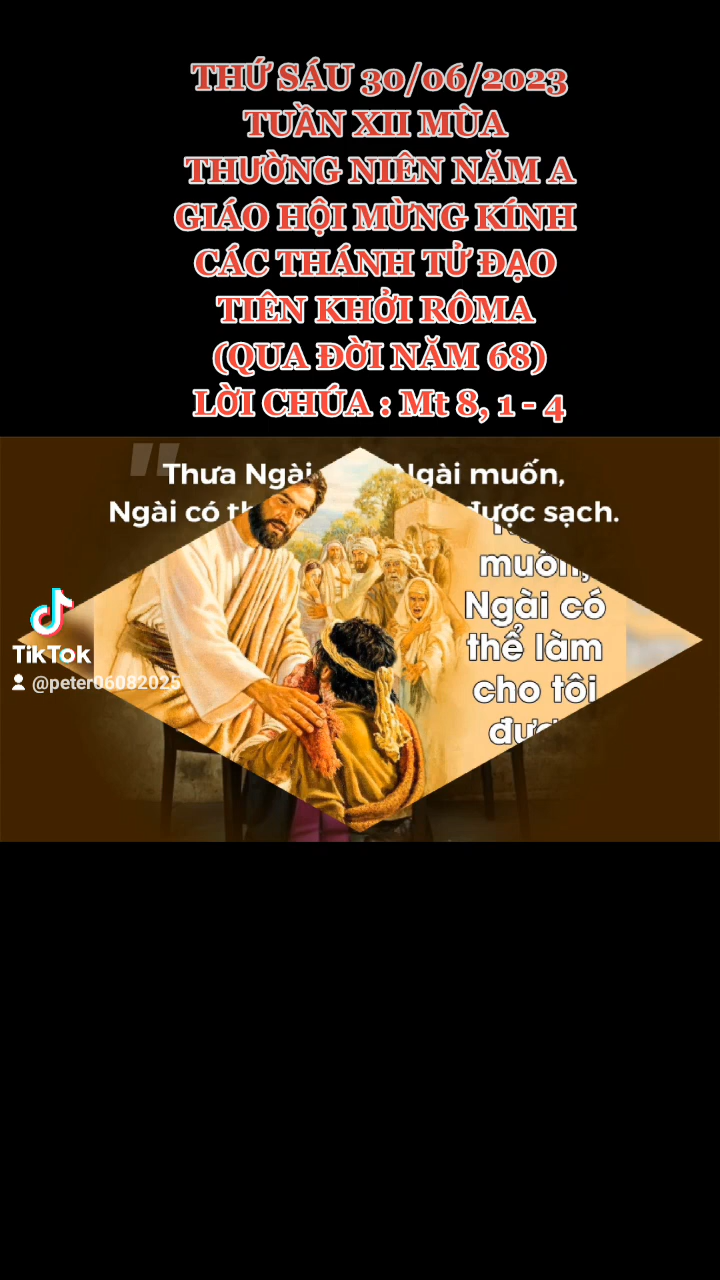 THỨ SÁU 30/06/2023
TUẦN XII MÙA
THƯỜNG NIÊN NĂM A
GIÁO HỘI MỪNG KÍNH
CÁC THÁNH TỬ ĐẠO
TIÊN KHỞI RÔMA
(QUA ĐỜI NĂM 68)
LỜI CHÚA : Mt 8, 1 - 4
Thưa Ngài Ngài muốn,
Ngài có được sạch.
muốn,
Ngài có
thể làm
cho tôi
TikTok
@peter06082025